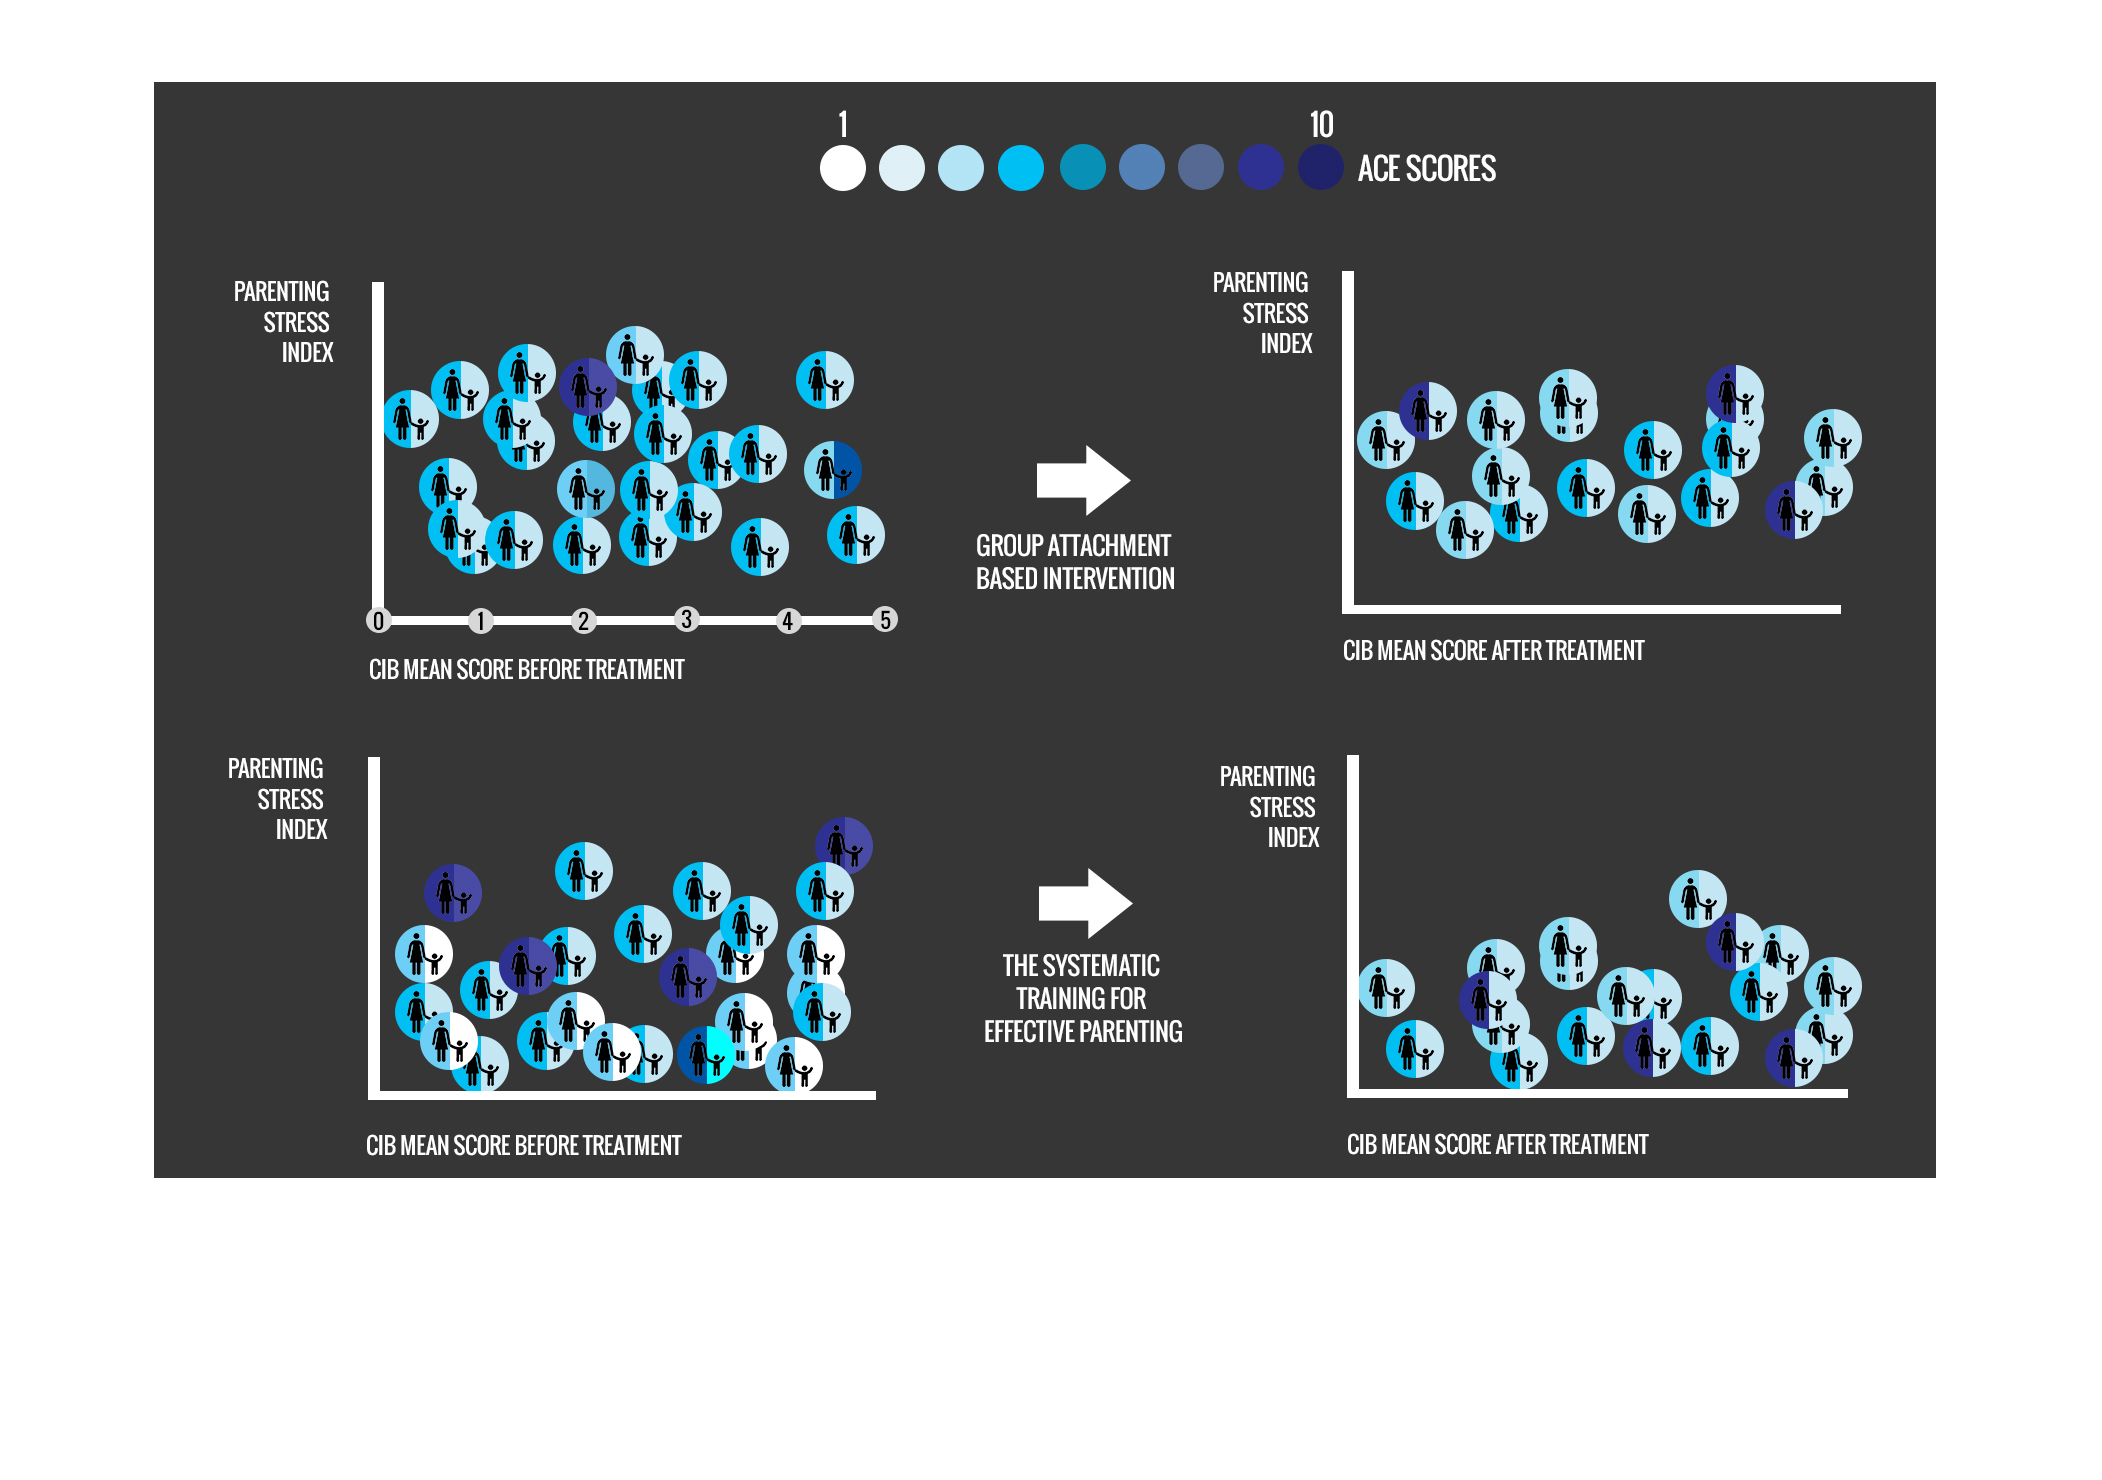 1
10
ACE SCORES
PARENTING
STRESS
INDEX
0
1
2
3
4
5
CIB MEAN SCORE BEFORE TREATMENT
GROUP ATTACHMENT
BASED INTERVENTION
PARENTING
STRESS
INDEX
CIB MEAN SCORE AFTER TREATMENT
PARENTING
STRESS
INDEX
CIB MEAN SCORE BEFORE TREATMENT
THE SYSTEMATIC
TRAINING FOR
EFFECTIVE PARENTING
PARENTING
STRESS
INDEX
CIB MEAN SCORE AFTER TREATMENT